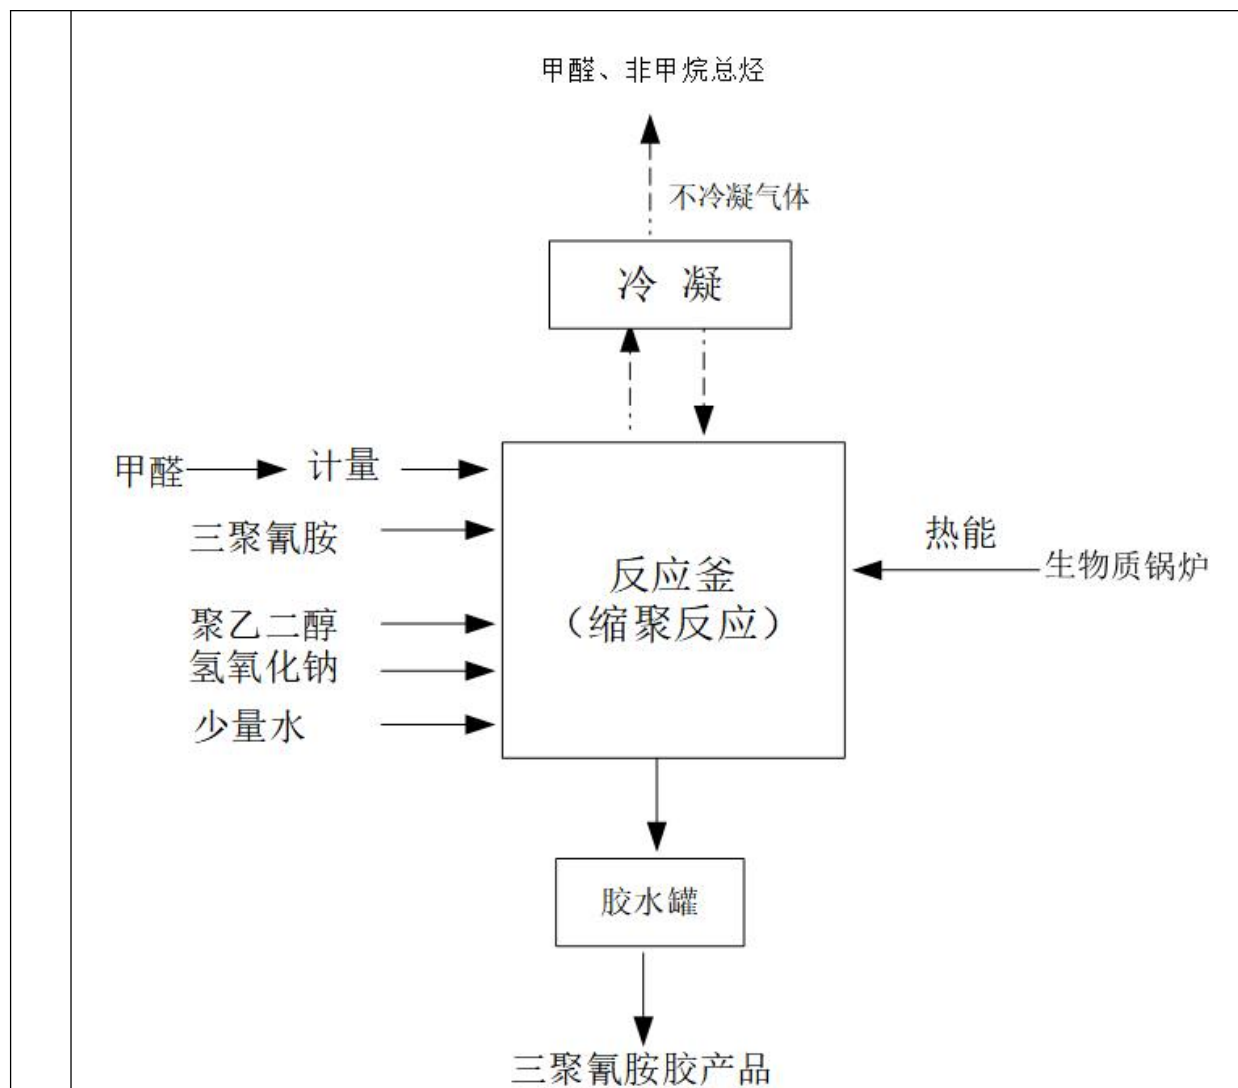 甲醛、非甲烷总烃
不冷凝气体
冷 凝
甲醛
计量
三聚氰胺
聚乙二醇
氢氧化钠
少量水
反应釜
（缩聚反应）
热能
生物质锅炉
胶水罐
三聚氰胺胶产品